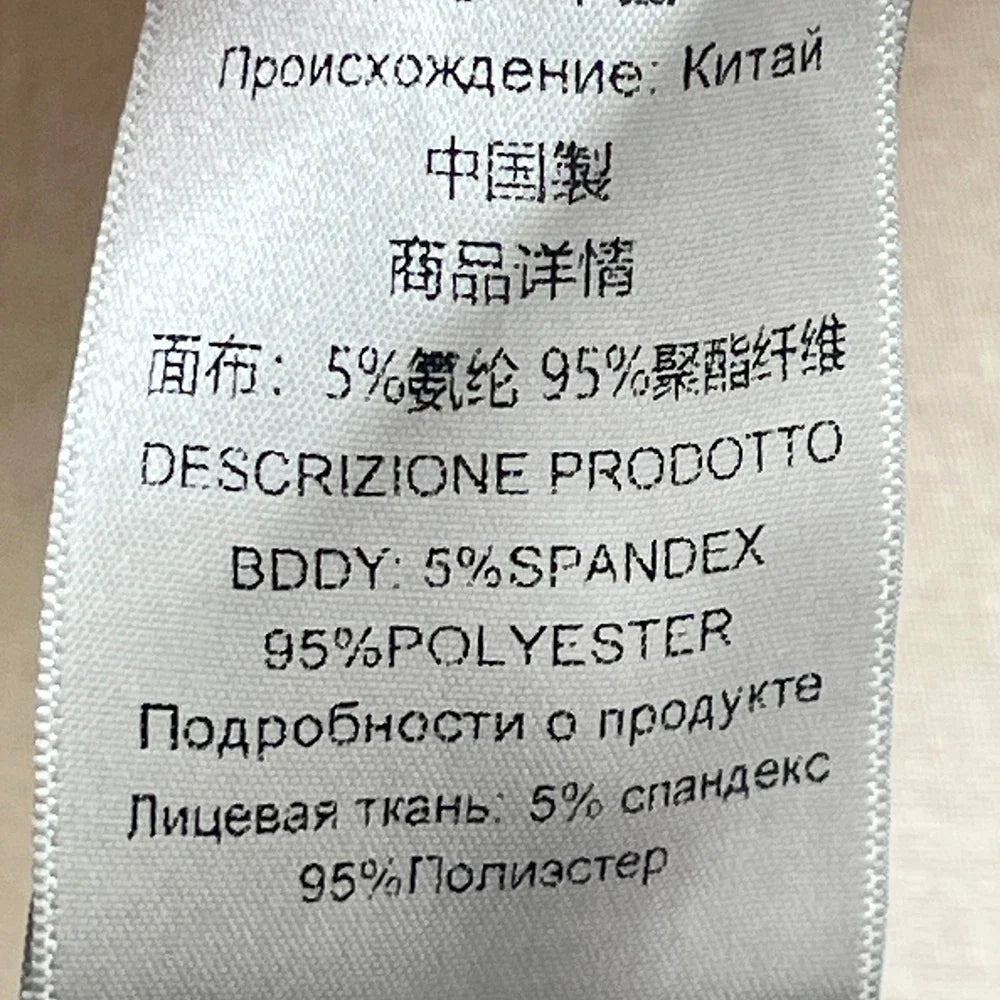 Происхождение: Китай
中国製
商品详情
面布: 5%氨纶 95%聚酯纤维
DESCRIZIONE PRODOTTO
BDDY: 5%SPANDEX
95%POLYESTER
Подробности о продукте
Лицевая ткань: 5% спандекс
95%Полиэстер